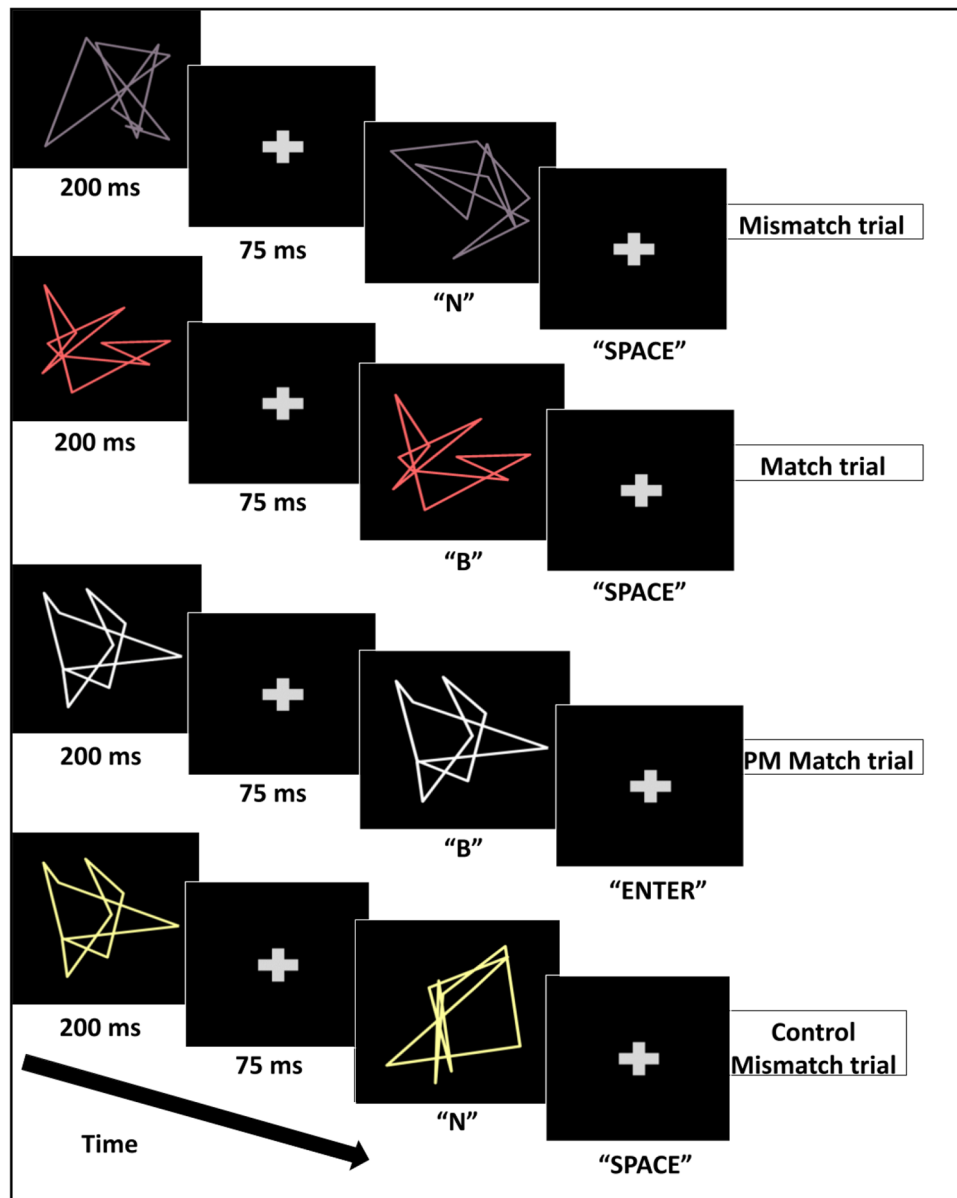 200 ms
75 ms
“N”
“SPACE”
Mismatch trial
200 ms
75 ms
“B”
“SPACE”
Match trial
200 ms
75 ms
“B”
“ENTER”
PM Match trial
200 ms
75 ms
“N”
“SPACE”
Control
Mismatch trial
Time